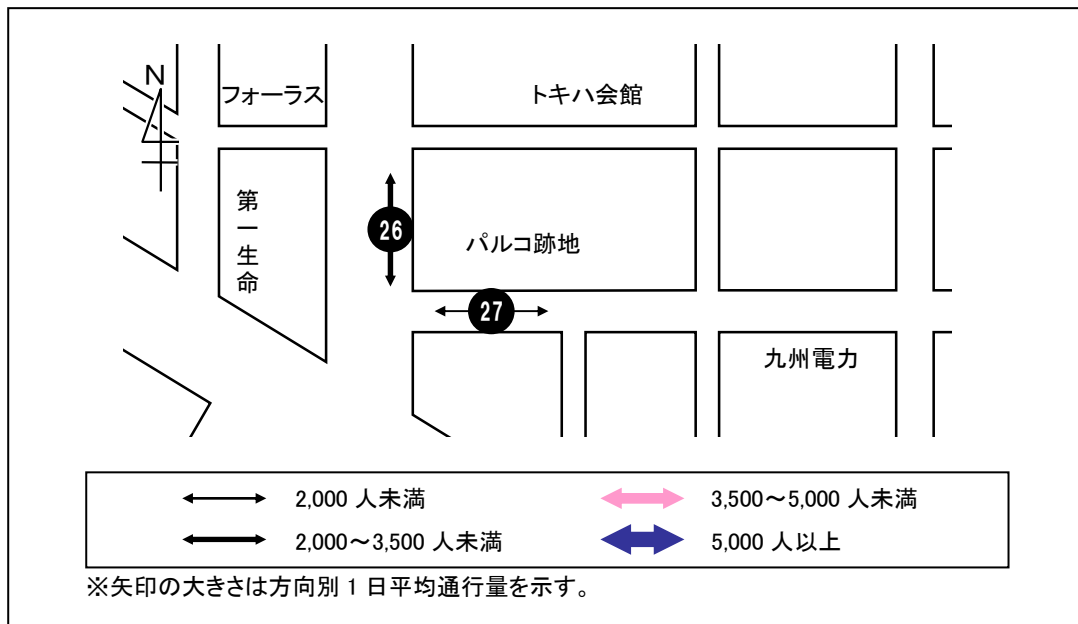 N
フォーラス
トキハ会館
第一生命
26
パルコ跡地
27
九州電力
2,000 人未満
3,500～5,000 人未満
2,000～3,500 人未満
5,000 人以上
※矢印の大きさは方向別 1 日平均通行量を示す。